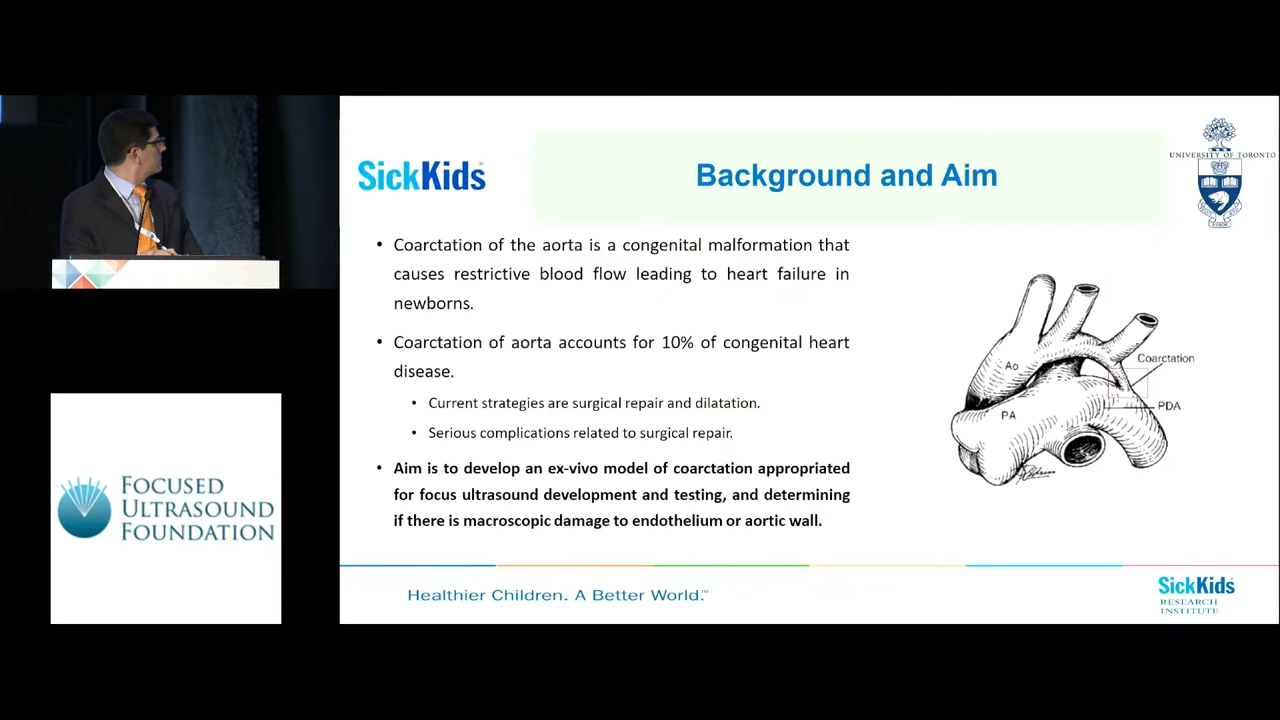 SickKids
Background and Aim
UNIVERSITY OF TORONTO
• Coarctation of the aorta is a congenital malformation that
causes restrictive blood flow leading to heart failure in
newborns.
• Coarctation of aorta accounts for 10% of congenital heart
disease.
• Current strategies are surgical repair and dilatation.
• Serious complications related to surgical repair.
• Aim is to develop an ex-vivo model of coarctation appropriated
for focus ultrasound development and testing, and determining
if there is macroscopic damage to endothelium or aortic wall.
Ao
PA
Coarctation
PDA
FOCUSED
ULTRASOUND
FOUNDATION
Healthier Children. A Better World.™
SickKids
RESEARCH
INSTITUTE